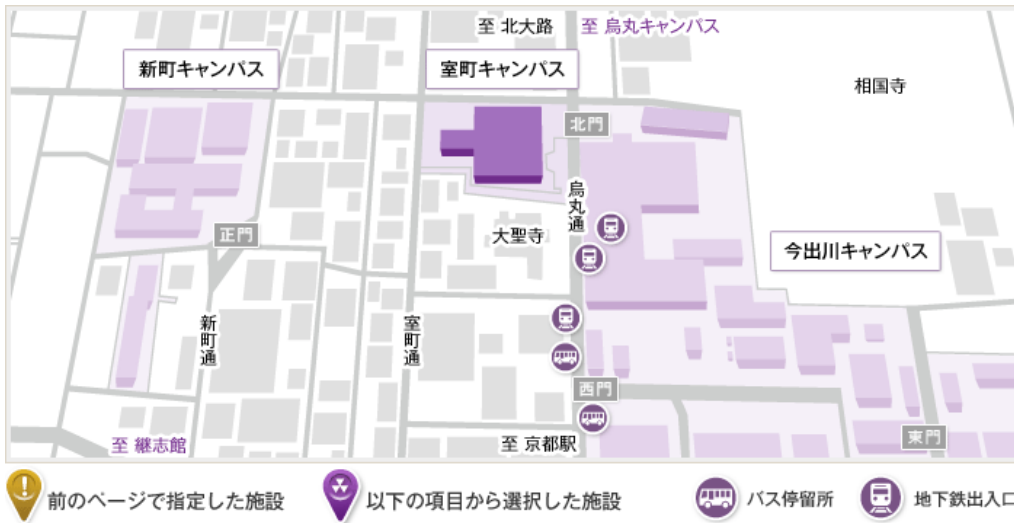 至 北大路
至 烏丸キャンパス
新町キャンパス
室町キャンパス
相国寺
北門
烏丸通
大聖寺
正門
今出川キャンパス
新町通
室町通
西門
至 継志館
至 京都駅
東門
前のページで指定した施設
以下の項目から選択した施設
バス停留所
地下鉄出入口